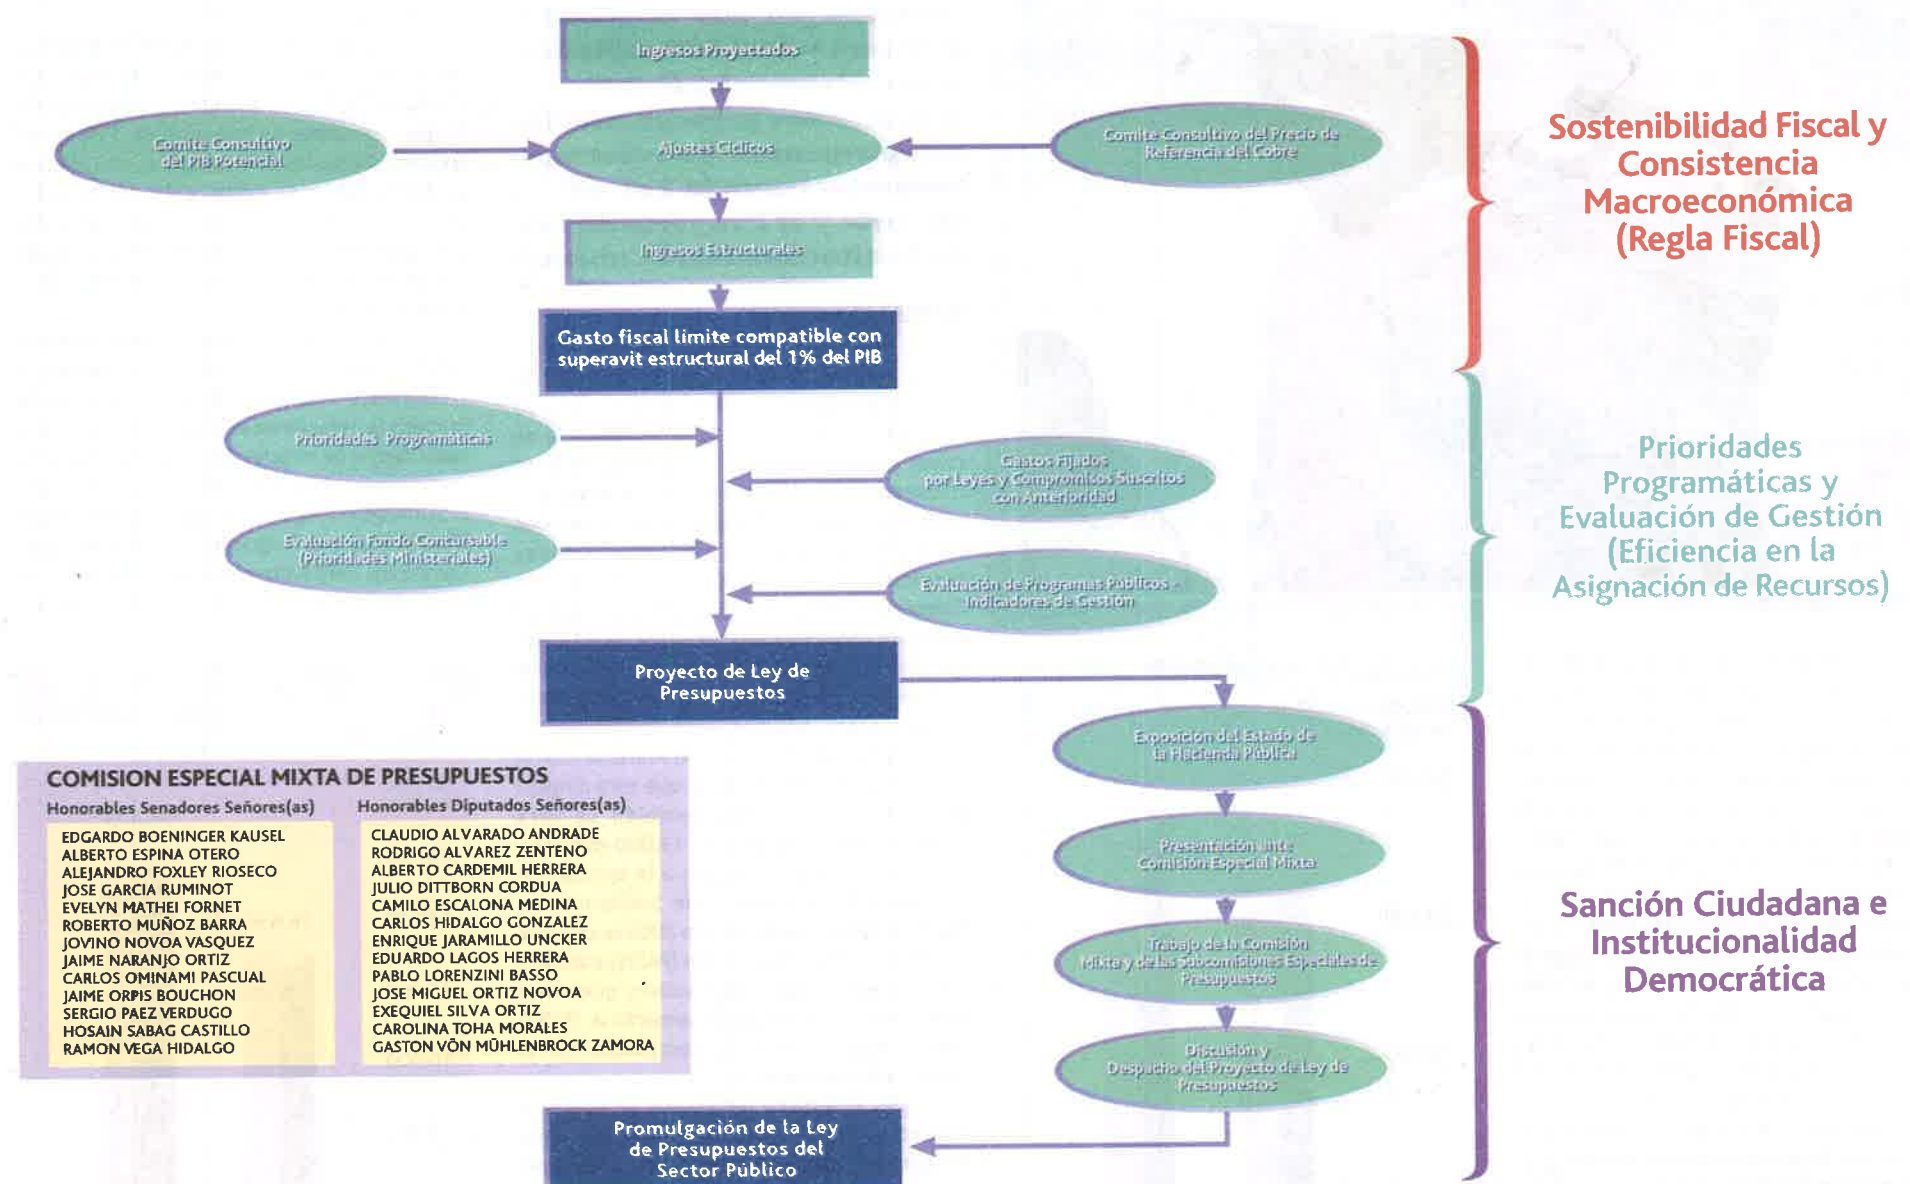 Ingresos Proyectados
Comite Consultivo
del PIB Potencial
Ajustes Cíclicos
Comite Consultivo del Precio de
Referencia del Cobre
Ingresos Estructurales
Gasto fiscal límite compatible con
superavit estructural del 1% del PIB
Sostenibilidad Fiscal y
Consistencia
Macroeconómica
(Regla Fiscal)
Prioridades Programáticas
Gastos Fijados
por Leyes y Compromisos Suscritos
con Anterioridad
Evaluación Fondo Concursable
(Prioridades Ministeriales)
Evaluación de Programas Públicos -
Indicadores de Gestión
Prioridades
Programáticas y
Evaluación de Gestión
(Eficiencia en la
Asignación de Recursos)
Proyecto de Ley de
Presupuestos
Exposición del Estado de
la Hacienda Pública
Presentación ante
Comisión Especial Mixta
Trabajo de la Comisión
Mixta y de las Subcomisiones Especiales de
Presupuestos
Discusión y
Despacho del Proyecto de Ley de
Presupuestos
Sanción Ciudadana e
Institucionalidad
Democrática
Promulgación de la Ley
de Presupuestos del
Sector Público
COMISION ESPECIAL MIXTA DE PRESUPUESTOS
Honorables Senadores Señores(as)
EDGARDO BOENINGER KAUSEL
ALBERTO ESPINA OTERO
ALEJANDRO FOXLEY RIOSECO
JOSE GARCIA RUMINOT
EVELYN MATHEI FORNET
ROBERTO MUÑOZ BARRA
JOVINO NOVOA VASQUEZ
JAIME NARANJO ORTIZ
CARLOS OMINAMI PASCUAL
JAIME ORPIS BOUCHON
SERGIO PAEZ VERDUGO
HOSAIN SABAG CASTILLO
RAMON VEGA HIDALGO
Honorables Diputados Señores(as)
CLAUDIO ALVARADO ANDRADE
RODRIGO ALVAREZ ZENTENO
ALBERTO CARDEMIL HERRERA
JULIO DITTBORN CORDUA
CAMILO ESCALONA MEDINA
CARLOS HIDALGO GONZALEZ
ENRIQUE JARAMILLO UNCKER
EDUARDO LAGOS HERRERA
PABLO LORENZINI BASSO
JOSE MIGUEL ORTIZ NOVOA
EXEQUIEL SILVA ORTIZ
CAROLINA TOHA MORALES
GASTON VÖN MÜHLENBROCK ZAMORA